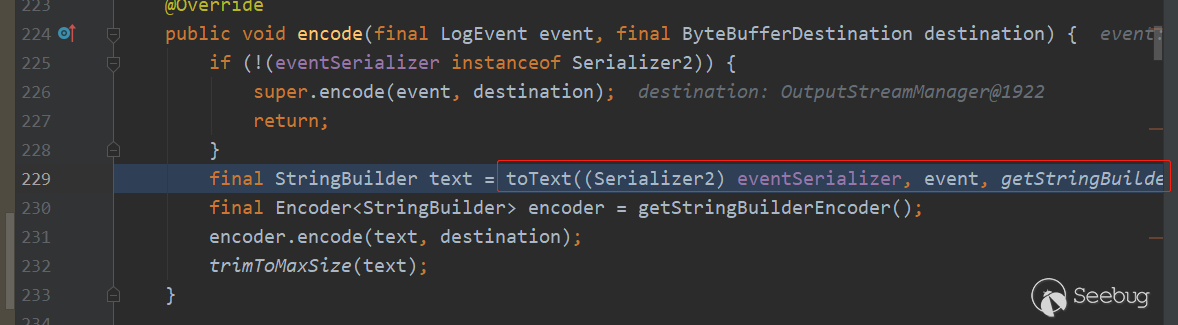 223 @Override
224 public void encode(final LogEvent event, final ByteBufferDestination destination) { event:
225 if (!(eventSerializer instanceof Serializer2)) {
226 super.encode(event, destination); destination: OutputStreamManager@1922
227 return;
228 }
229 final StringBuilder text = toText((Serializer2) eventSerializer, event, getStringBuilde
230 final Encoder<StringBuilder> encoder = getStringBuilderEncoder();
231 encoder.encode(text, destination);
232 trimToMaxSize(text);
233 }
234
Seebug